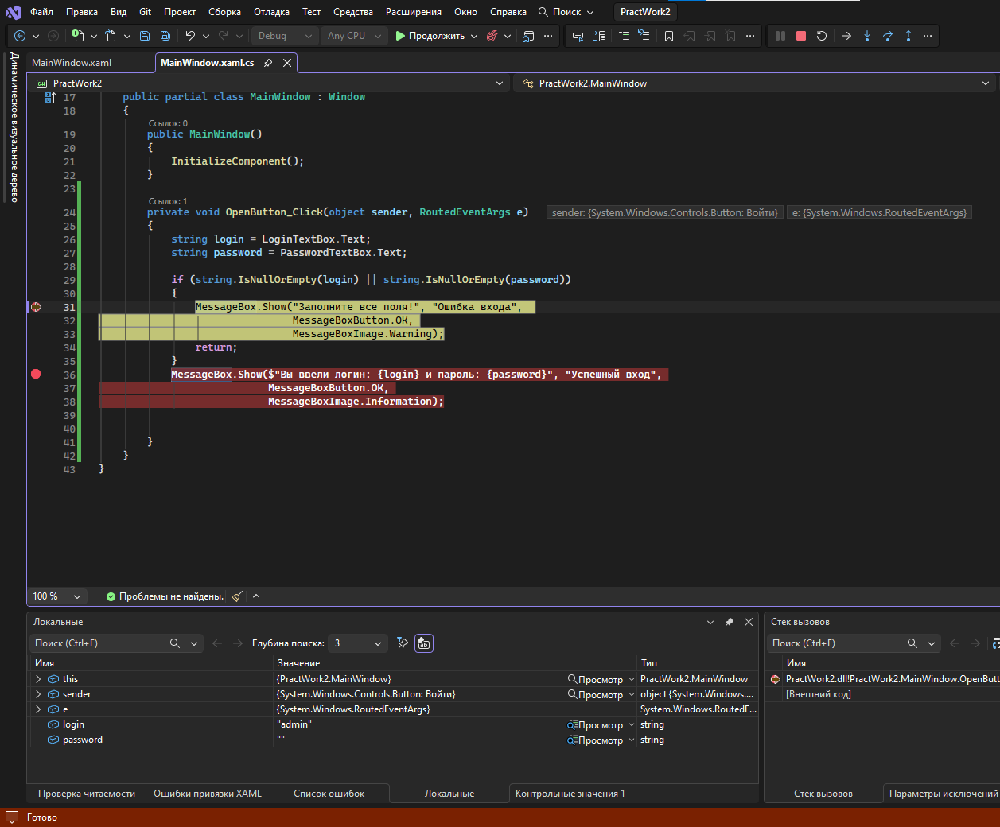 Файл Правка Вид Git Проект Сборка Отладка Тест Средства Расширения Окно Справка Поиск PractWork2
Debug Any CPU Продолжить
Динамическое визуальное дерево
MainWindow.xaml MainWindow.xaml.cs
PractWork2 PractWork2.MainWindow
17 public partial class MainWindow : Window
18 {
Ссылок: 0
19 public MainWindow()
20 {
21 InitializeComponent();
22 }
23
Ссылок: 1
24 private void OpenButton_Click(object sender, RoutedEventArgs e) sender: {System.Windows.Controls.Button: Войти} e: {System.Windows.RoutedEventArgs}
25 {
26 string login = LoginTextBox.Text;
27 string password = PasswordTextBox.Text;
28
29 if (string.IsNullOrEmpty(login) || string.IsNullOrEmpty(password))
30 {
31 MessageBox.Show("Заполните все поля!", "Ошибка входа",
32 MessageBoxButton.OK,
33 MessageBoxImage.Warning);
34 return;
35 }
36 MessageBox.Show($"Вы ввели логин: {login} и пароль: {password}", "Успешный вход",
37 MessageBoxButton.OK,
38 MessageBoxImage.Information);
39
40
41 }
42 }
43 }
100 % Проблемы не найдены.
Локальные
Поиск (Ctrl+E) Глубина поиска: 3
Имя Значение Тип
this {PractWork2.MainWindow} Просмотр PractWork2.MainWindow
sender {System.Windows.Controls.Button: Войти} Просмотр object {System.Windows....
e {System.Windows.RoutedEventArgs} System.Windows.RoutedE...
login "admin" Просмотр string
password "" Просмотр string
Проверка читаемости Ошибки привязки XAML Список ошибок Локальные Контрольные значения 1
Стек вызовов
Поиск (Ctrl+E)
Имя
PractWork2.dll!PractWork2.MainWindow.OpenButt
[Внешний код]
Стек вызовов Параметры исключений
Готово